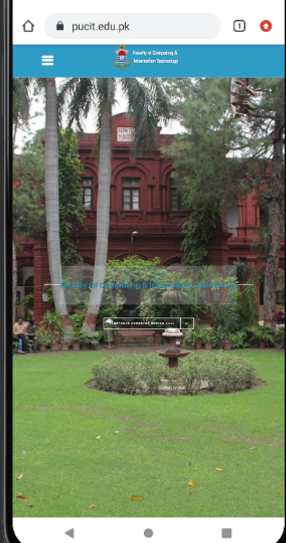 pucit.edu.pk
1
Faculty of Computing &
Information Technology
Faculty of Computing & Information Technology